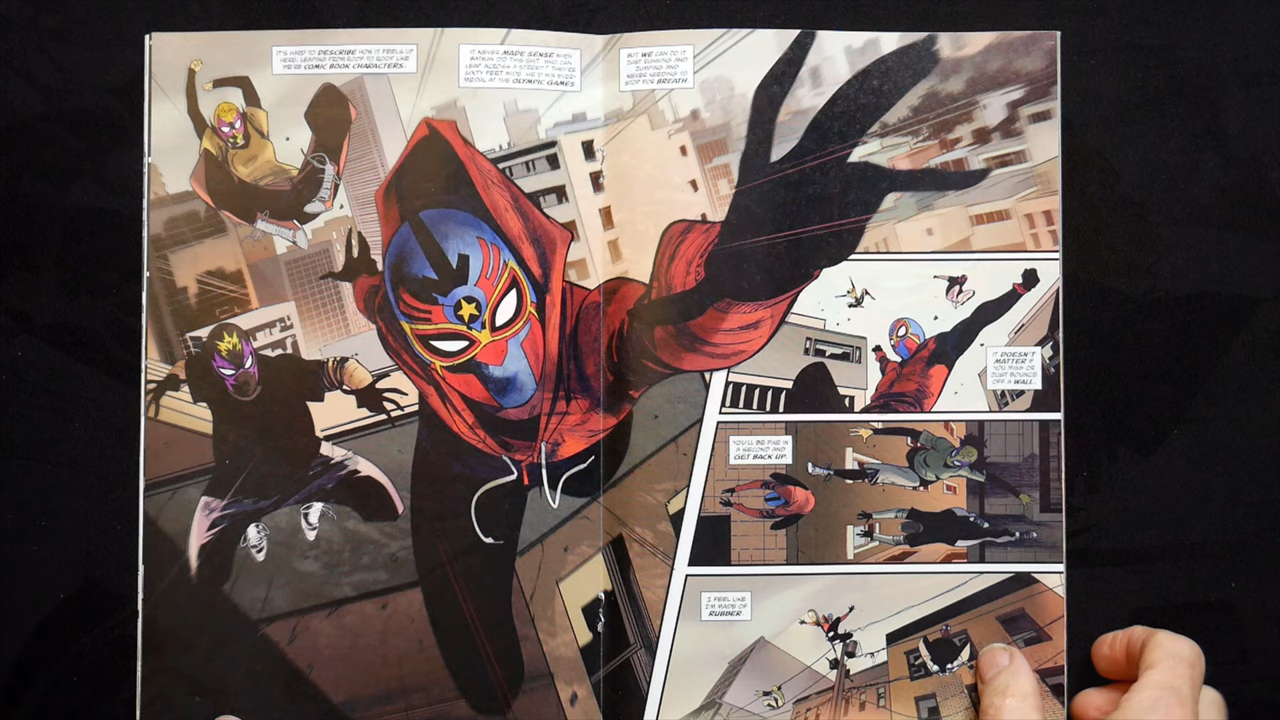 IT'S HARD TO DESCRIBE HOW IT FEELS UP
HERE, LEAPING FROM ROOF TO ROOF LIKE
WE'RE COMIC BOOK CHARACTERS.
IT NEVER MADE SENSE WHEN
BATMAN DID THIS SHIT. WHO CAN
LEAP ACROSS A STREET? THEY'RE
SIXTY FEET WIDE. HE'D WIN EVERY
MEDAL AT THE OLYMPIC GAMES
BUT WE CAN DO IT,
JUST RUNNING AND
JUMPING AND
NEVER NEEDING TO
STOP FOR BREATH.
IT DOESN'T
MATTER IF
YOU MISS OR
JUST BOUNCE
OFF A WALL.
YOU'LL BE FINE IN
A SECOND AND
GET BACK UP.
I FEEL LIKE
I'M MADE OF
RUBBER.